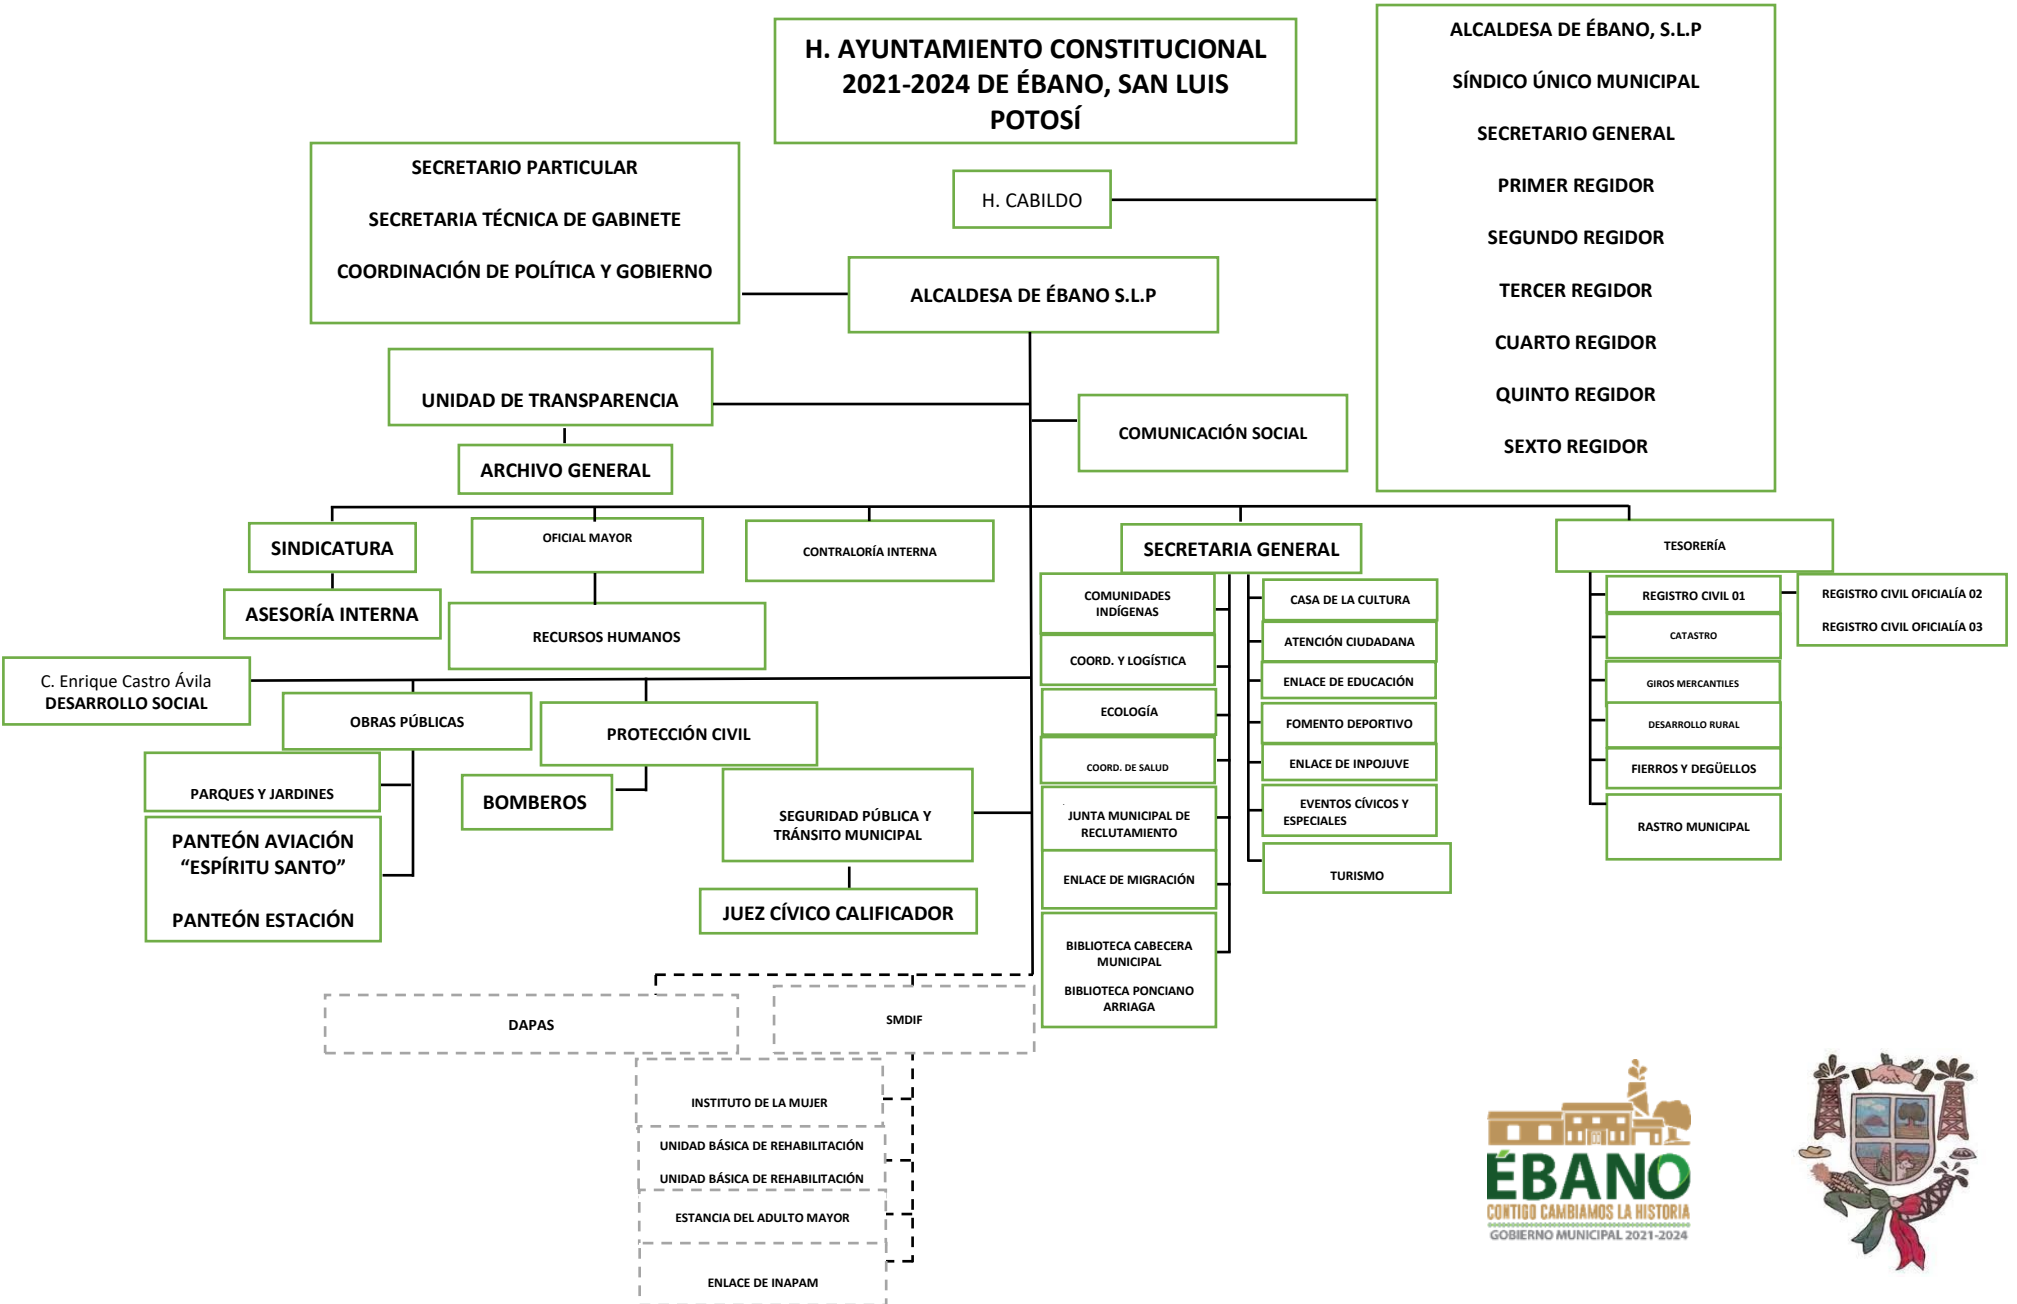 H. AYUNTAMIENTO CONSTITUCIONAL
2021-2024 DE ÉBANO, SAN LUIS
POTOSÍ
ALCALDESA DE ÉBANO, S.L.P
SÍNDICO ÚNICO MUNICIPAL
SECRETARIO GENERAL
PRIMER REGIDOR
SEGUNDO REGIDOR
TERCER REGIDOR
CUARTO REGIDOR
QUINTO REGIDOR
SEXTO REGIDOR
SECRETARIO PARTICULAR
SECRETARIA TÉCNICA DE GABINETE
COORDINACIÓN DE POLÍTICA Y GOBIERNO
H. CABILDO
ALCALDESA DE ÉBANO S.L.P
UNIDAD DE TRANSPARENCIA
ARCHIVO GENERAL
COMUNICACIÓN SOCIAL
SINDICATURA
ASESORÍA INTERNA
OFICIAL MAYOR
RECURSOS HUMANOS
CONTRALORÍA INTERNA
SECRETARIA GENERAL
COMUNIDADES
INDÍGENAS
COORD. Y LOGÍSTICA
ECOLOGÍA
COORD. DE SALUD
JUNTA MUNICIPAL DE
RECLUTAMIENTO
ENLACE DE MIGRACIÓN
BIBLIOTECA CABECERA
MUNICIPAL
BIBLIOTECA PONCIANO
ARRIAGA
CASA DE LA CULTURA
ATENCIÓN CIUDADANA
ENLACE DE EDUCACIÓN
FOMENTO DEPORTIVO
ENLACE DE INPOJUVE
EVENTOS CÍVICOS Y
ESPECIALES
TURISMO
TESORERÍA
REGISTRO CIVIL 01
CATASTRO
GIROS MERCANTILES
DESARROLLO RURAL
FIERROS Y DEGÜELLOS
RASTRO MUNICIPAL
REGISTRO CIVIL OFICIALÍA 02
REGISTRO CIVIL OFICIALÍA 03
C. Enrique Castro Ávila
DESARROLLO SOCIAL
OBRAS PÚBLICAS
PARQUES Y JARDINES
PANTEÓN AVIACIÓN
“ESPÍRITU SANTO”
PANTEÓN ESTACIÓN
PROTECCIÓN CIVIL
BOMBEROS
SEGURIDAD PÚBLICA Y
TRÁNSITO MUNICIPAL
JUEZ CÍVICO CALIFICADOR
DAPAS
SMDIF
INSTITUTO DE LA MUJER
UNIDAD BÁSICA DE REHABILITACIÓN
UNIDAD BÁSICA DE REHABILITACIÓN
ESTANCIA DEL ADULTO MAYOR
ENLACE DE INAPAM
ÉBANO
CONTIGO CAMBIAMOS LA HISTORIA
GOBIERNO MUNICIPAL 2021-2024